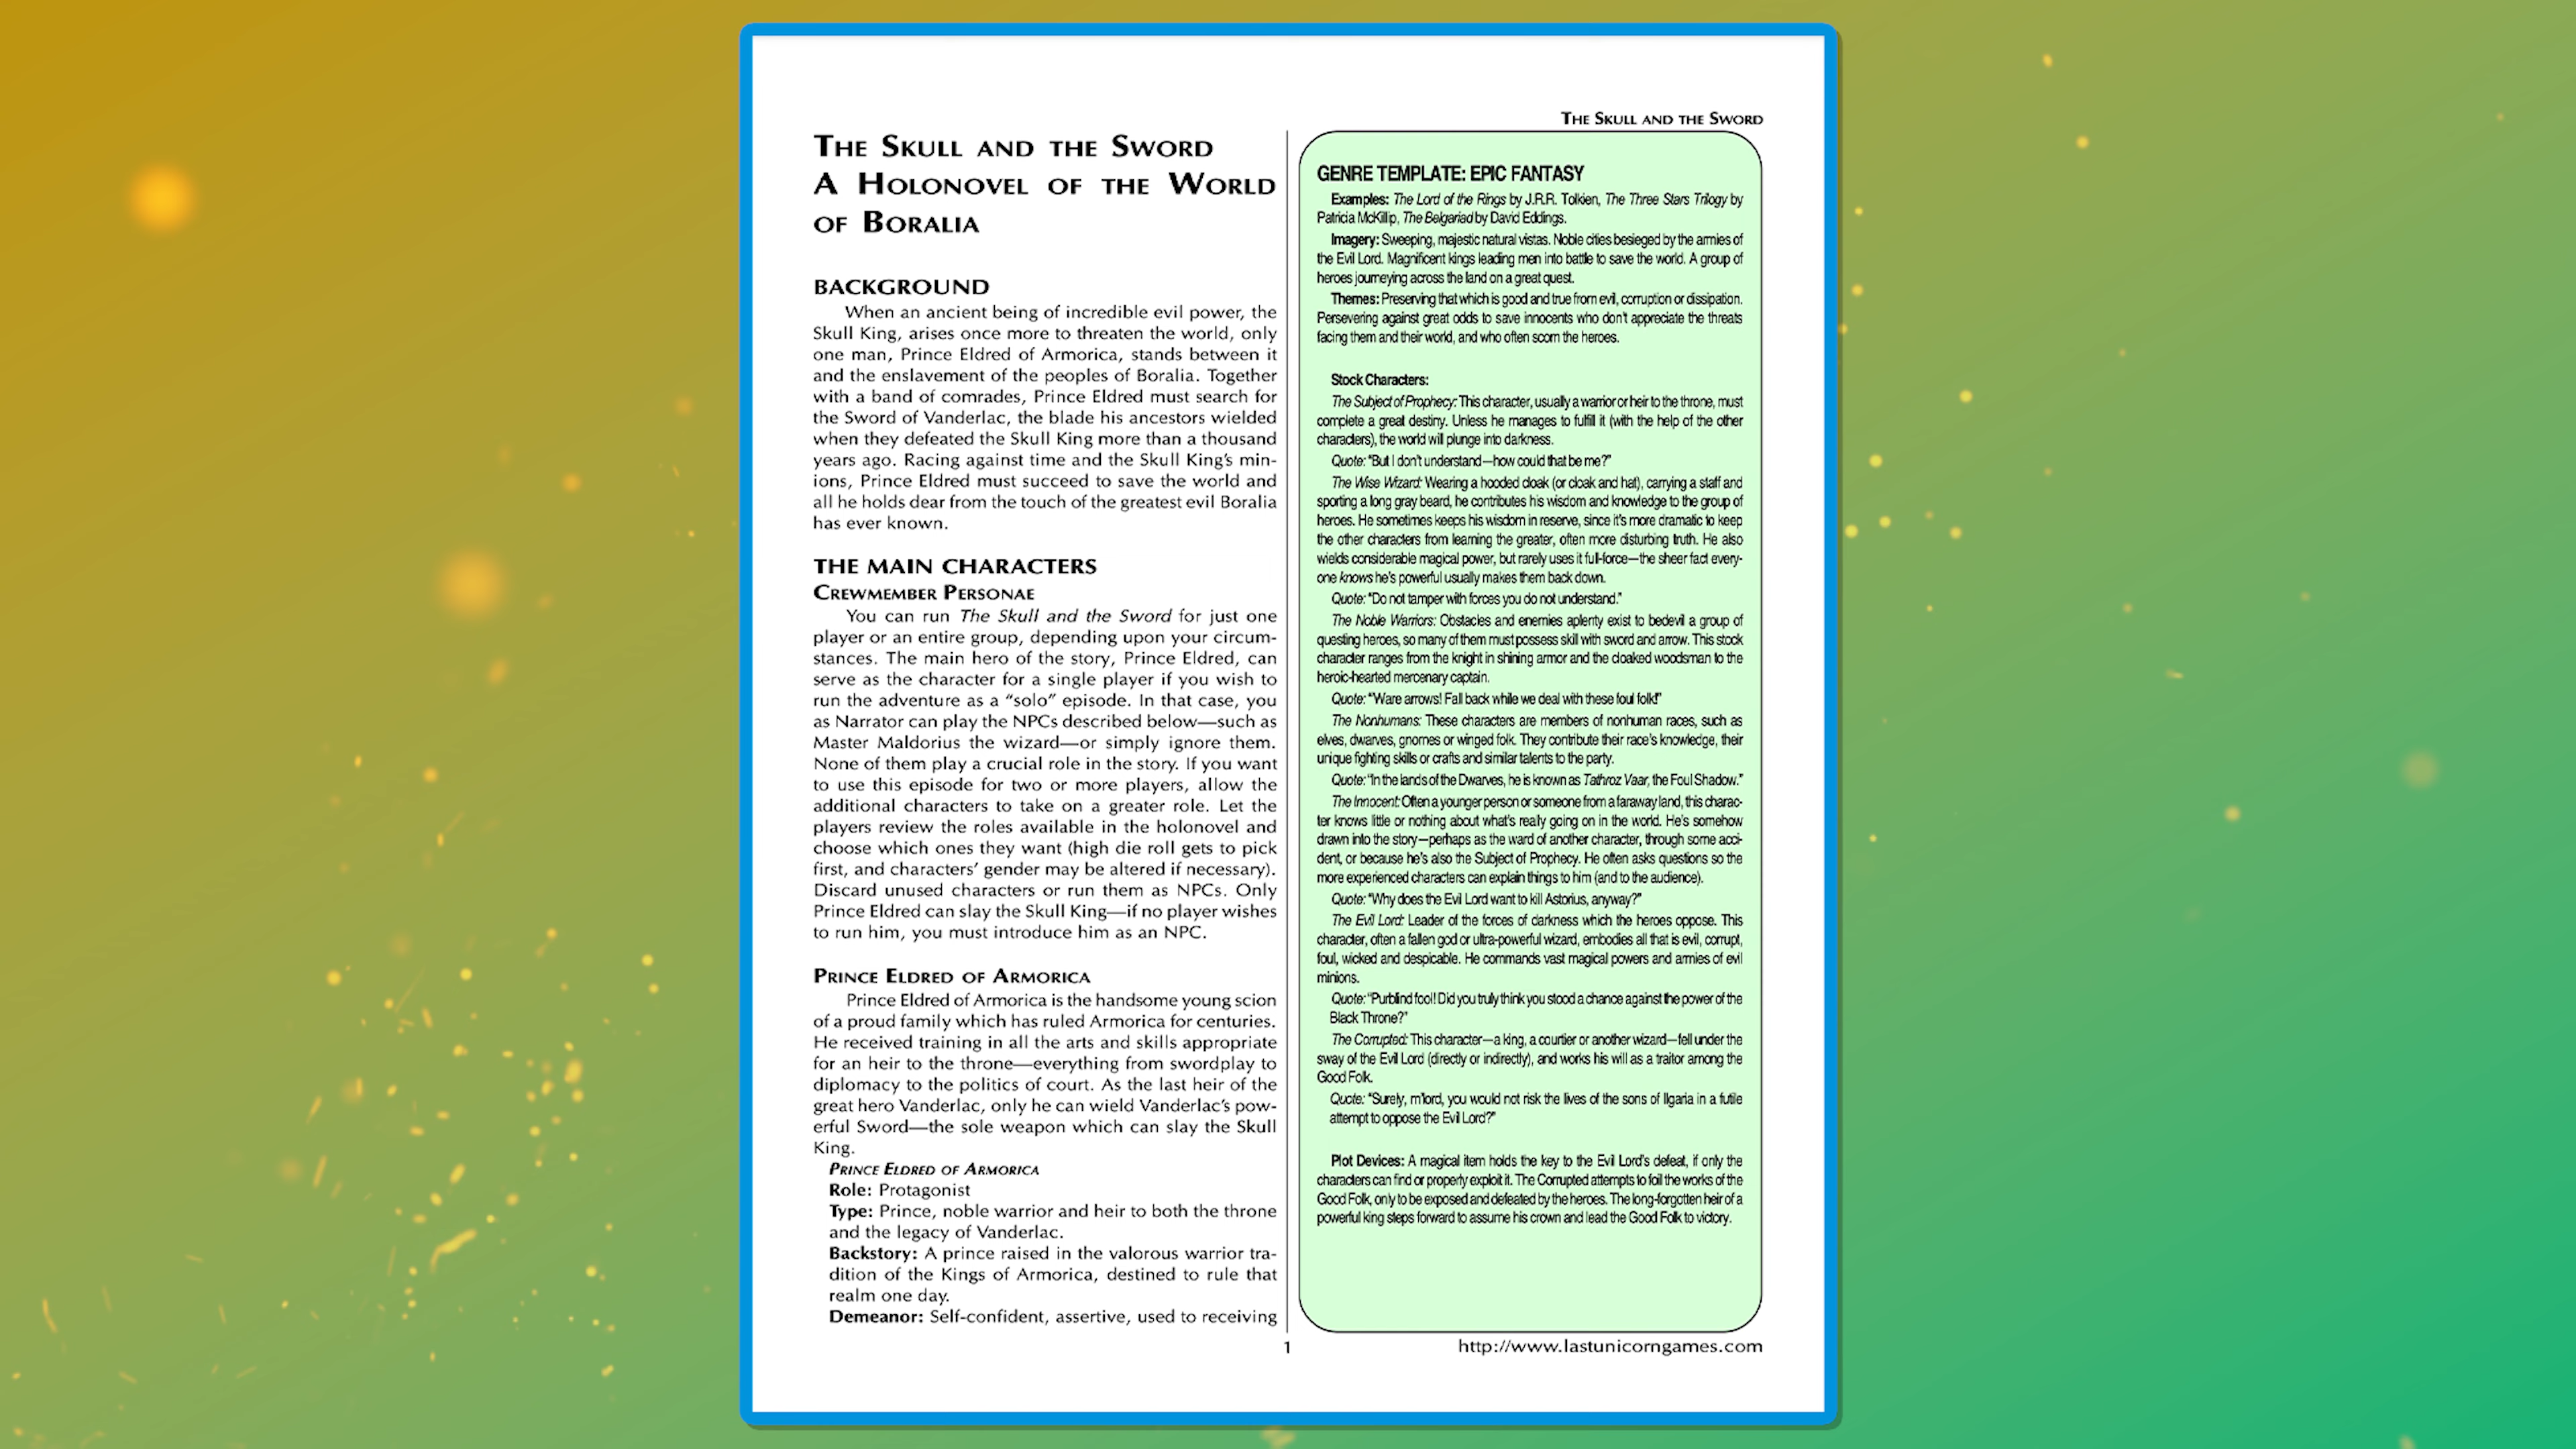 THE SKULL AND THE SWORD
THE SKULL AND THE SWORD
A HOLONOVEL OF THE WORLD
OF BORALIA
BACKGROUND
When an ancient being of incredible evil power, the
Skull King, arises once more to threaten the world, only
one man, Prince Eldred of Armorica, stands between it
and the enslavement of the peoples of Boralia. Together
with a band of comrades, Prince Eldred must search for
the Sword of Vanderlac, the blade his ancestors wielded
when they defeated the Skull King more than a thousand
years ago. Racing against time and the Skull King's min-
ions, Prince Eldred must succeed to save the world and
all he holds dear from the touch of the greatest evil Boralia
has ever known.
THE MAIN CHARACTERS
CREWMEMBER PERSONAE
You can run The Skull and the Sword for just one
player or an entire group, depending upon your circum-
stances. The main hero of the story, Prince Eldred, can
serve as the character for a single player if you wish to
run the adventure as a “solo” episode. In that case, you
as Narrator can play the NPCs described below—such as
Master Maldorius the wizard—or simply ignore them.
None of them play a crucial role in the story. If you want
to use this episode for two or more players, allow the
additional characters to take on a greater role. Let the
players review the roles available in the holonovel and
choose which ones they want (high die roll gets to pick
first, and characters’ gender may be altered if necessary).
Discard unused characters or run them as NPCs. Only
Prince Eldred can slay the Skull King—if no player wishes
to run him, you must introduce him as an NPC.
PRINCE ELDRED OF ARMORICA
Prince Eldred of Armorica is the handsome young scion
of a proud family which has ruled Armorica for centuries.
He received training in all the arts and skills appropriate
for an heir to the throne—everything from swordplay to
diplomacy to the politics of court. As the last heir of the
great hero Vanderlac, only he can wield Vanderlac's pow-
erful Sword—the sole weapon which can slay the Skull
King.
PRINCE ELDRED OF ARMORICA
Role: Protagonist
Type: Prince, noble warrior and heir to both the throne
and the legacy of Vanderlac.
Backstory: A prince raised in the valorous warrior tra-
dition of the Kings of Armorica, destined to rule that
realm one day.
Demeanor: Self-confident, assertive, used to receiving
GENRE TEMPLATE: EPIC FANTASY
Examples: The Lord of the Rings by J.R.R. Tolkien, The Three Stars Trilogy by
Patricia McKillip, The Belgariad by David Eddings.
Imagery: Sweeping, majestic natural vistas. Noble cities besieged by the armies of
the Evil Lord. Magnificent kings leading men into battle to save the world. A group of
heroes journeying across the land on a great quest.
Themes: Preserving that which is good and true from evil, corruption or dissipation.
Persevering against great odds to save innocents who don't appreciate the threats
facing them and their world, and who often scorn the heroes.
Stock Characters:
The Subject of Prophecy: This character, usually a warrior or heir to the throne, must
complete a great destiny. Unless he manages to fulfill it (with the help of the other
characters), the world will plunge into darkness.
Quote: “But I don't understand—how could that be me?”
The Wise Wizard: Wearing a hooded cloak (or cloak and hat), carrying a staff and
sporting a long gray beard, he contributes his wisdom and knowledge to the group of
heroes. He sometimes keeps his wisdom in reserve, since it's more dramatic to keep
the other characters from learning the greater, often more disturbing truth. He also
wields considerable magical power, but rarely uses it full-force—the sheer fact every-
one knows he's powerful usually makes them back down.
Quote: “Do not tamper with forces you do not understand.”
The Noble Warriors: Obstacles and enemies aplenty exist to bedevil a group of
questing heroes, so many of them must possess skill with sword and arrow. This stock
character ranges from the knight in shining armor and the cloaked woodsman to the
heroic-hearted mercenary captain.
Quote: “Ware arrows! Fall back while we deal with these foul folk!”
The Nonhumans: These characters are members of nonhuman races, such as
elves, dwarves, gnomes or winged folk. They contribute their race's knowledge, their
unique fighting skills or crafts and similar talents to the party.
Quote: “In the lands of the Dwarves, he is known as Tathroz Vaar, the Foul Shadow.”
The Innocent: Often a younger person or someone from a faraway land, this charac-
ter knows little or nothing about what's really going on in the world. He's somehow
drawn into the story—perhaps as the ward of another character, through some acci-
dent, or because he's also the Subject of Prophecy. He often asks questions so the
more experienced characters can explain things to him (and to the audience).
Quote: “Why does the Evil Lord want to kill Astorius, anyway?”
The Evil Lord: Leader of the forces of darkness which the heroes oppose. This
character, often a fallen god or ultra-powerful wizard, embodies all that is evil, corrupt,
foul, wicked and despicable. He commands vast magical powers and armies of evil
minions.
Quote: “Purblind fool! Did you truly think you stood a chance against the power of the
Black Throne?”
The Corrupted: This character—a king, a courtier or another wizard—fell under the
sway of the Evil Lord (directly or indirectly), and works his will as a traitor among the
Good Folk.
Quote: “Surely, m'lord, you would not risk the lives of the sons of Ilgaria in a futile
attempt to oppose the Evil Lord?”
Plot Devices: A magical item holds the key to the Evil Lord's defeat, if only the
characters can find or properly exploit it. The Corrupted attempts to foil the works of the
Good Folk, only to be exposed and defeated by the heroes. The long-forgotten heir of a
powerful king steps forward to assume his crown and lead the Good Folk to victory.
1
http://www.lastunicorngames.com